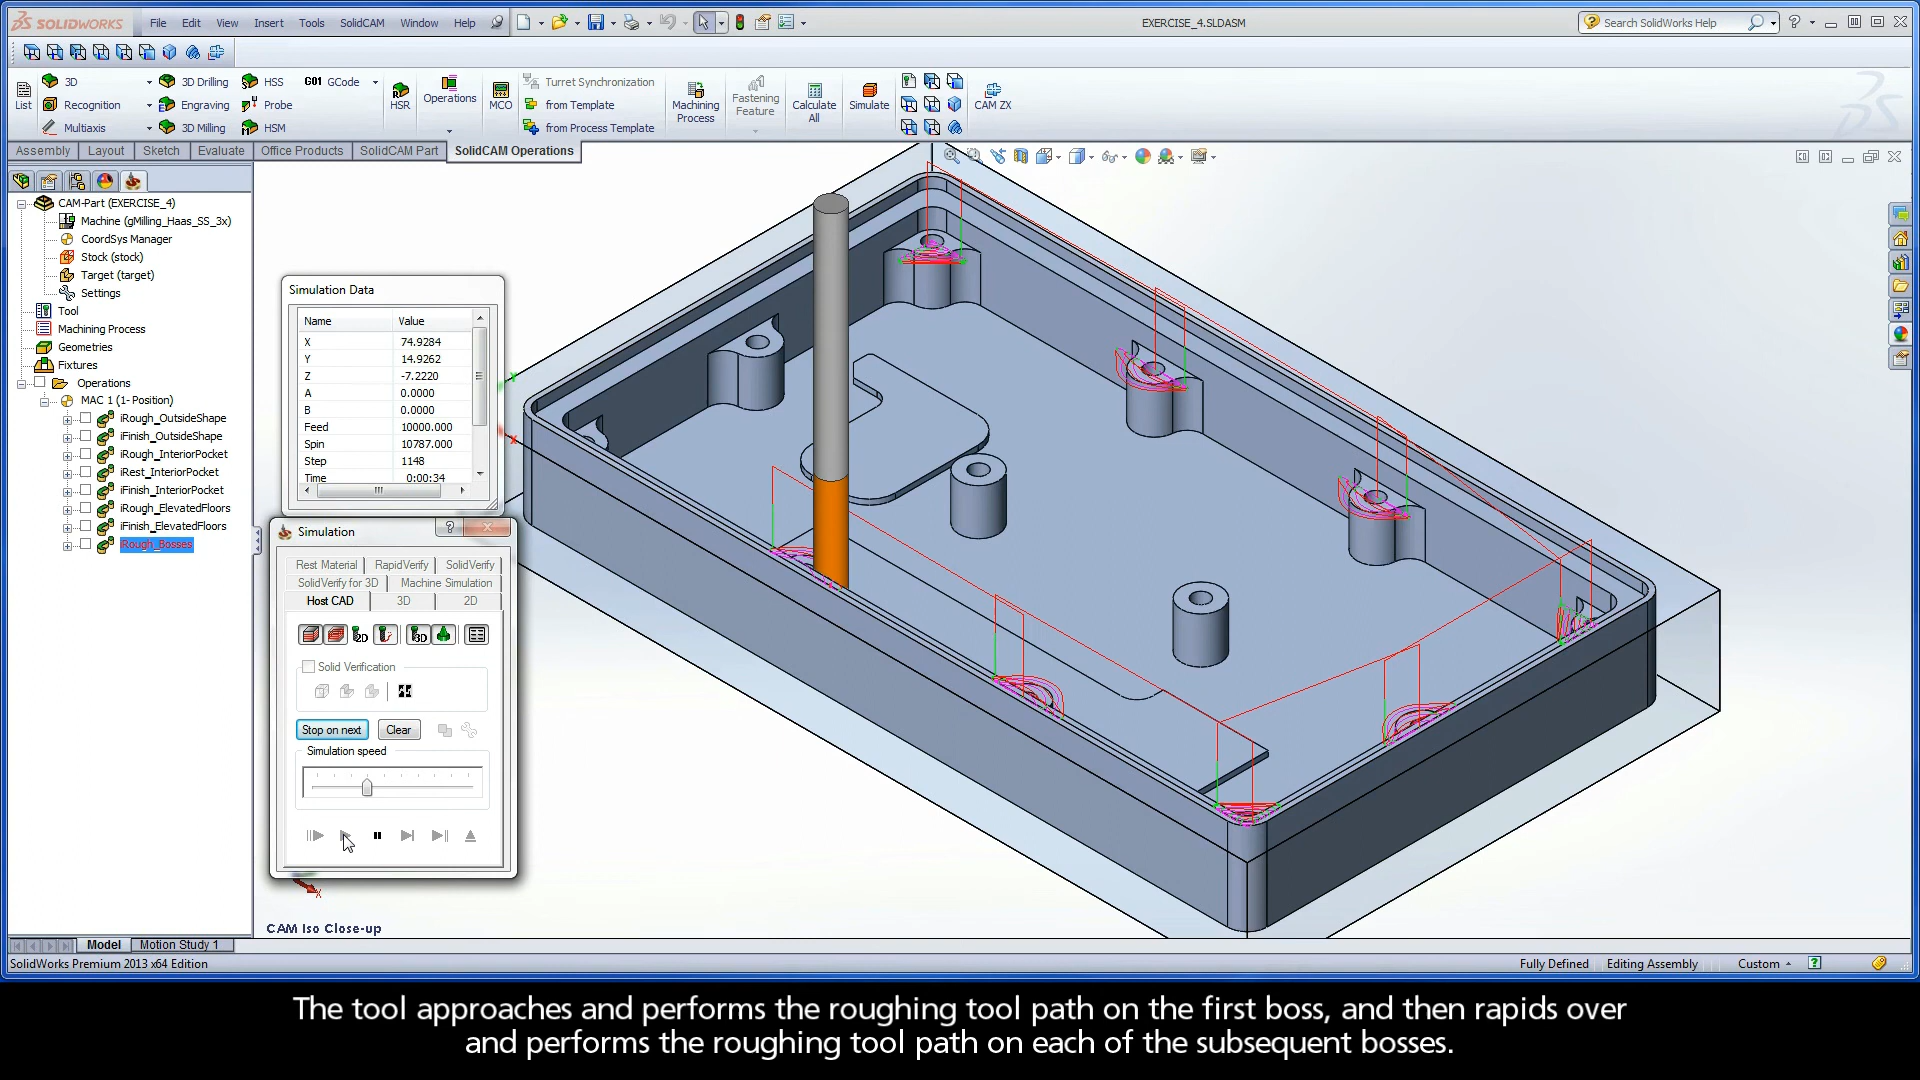 SOLIDWORKS
File Edit View Insert Tools SolidCAM Window Help
EXERCISE_4.SLDASM
Search SolidWorks Help
List
3D
Recognition
Multiaxis
3D Drilling
Engraving
3D Milling
HSS
Probe
HSM
G01 GCode
HSR
Operations
MCO
Turret Synchronization
from Template
from Process Template
Machining Process
Fastening Feature
Calculate All
Simulate
CAM ZX
Assembly Layout Sketch Evaluate Office Products SolidCAM Part SolidCAM Operations
CAM-Part (EXERCISE_4)
Machine (gMilling_Haas_SS_3x)
CoordSys Manager
Stock (stock)
Target (target)
Settings
Tool
Machining Process
Geometries
Fixtures
Operations
MAC 1 (1- Position)
iRough_OutsideShape
iFinish_OutsideShape
iRough_InteriorPocket
iRest_InteriorPocket
iFinish_InteriorPocket
iRough_ElevatedFloors
iFinish_ElevatedFloors
iRough_Bosses
Simulation Data
Name Value
X 74.9284
Y 14.9262
Z -7.2220
A 0.0000
B 0.0000
Feed 10000.000
Spin 10787.000
Step 1148
Time 0:00:34
Simulation
Rest Material RapidVerify SolidVerify
SolidVerify for 3D Machine Simulation
Host CAD 3D 2D
2D 3D
Solid Verification
Stop on next Clear
Simulation speed
X
CAM Iso Close-up
Model Motion Study 1
SolidWorks Premium 2013 x64 Edition
Fully Defined Editing Assembly Custom
The tool approaches and performs the roughing tool path on the first boss, and then rapids over
and performs the roughing tool path on each of the subsequent bosses.